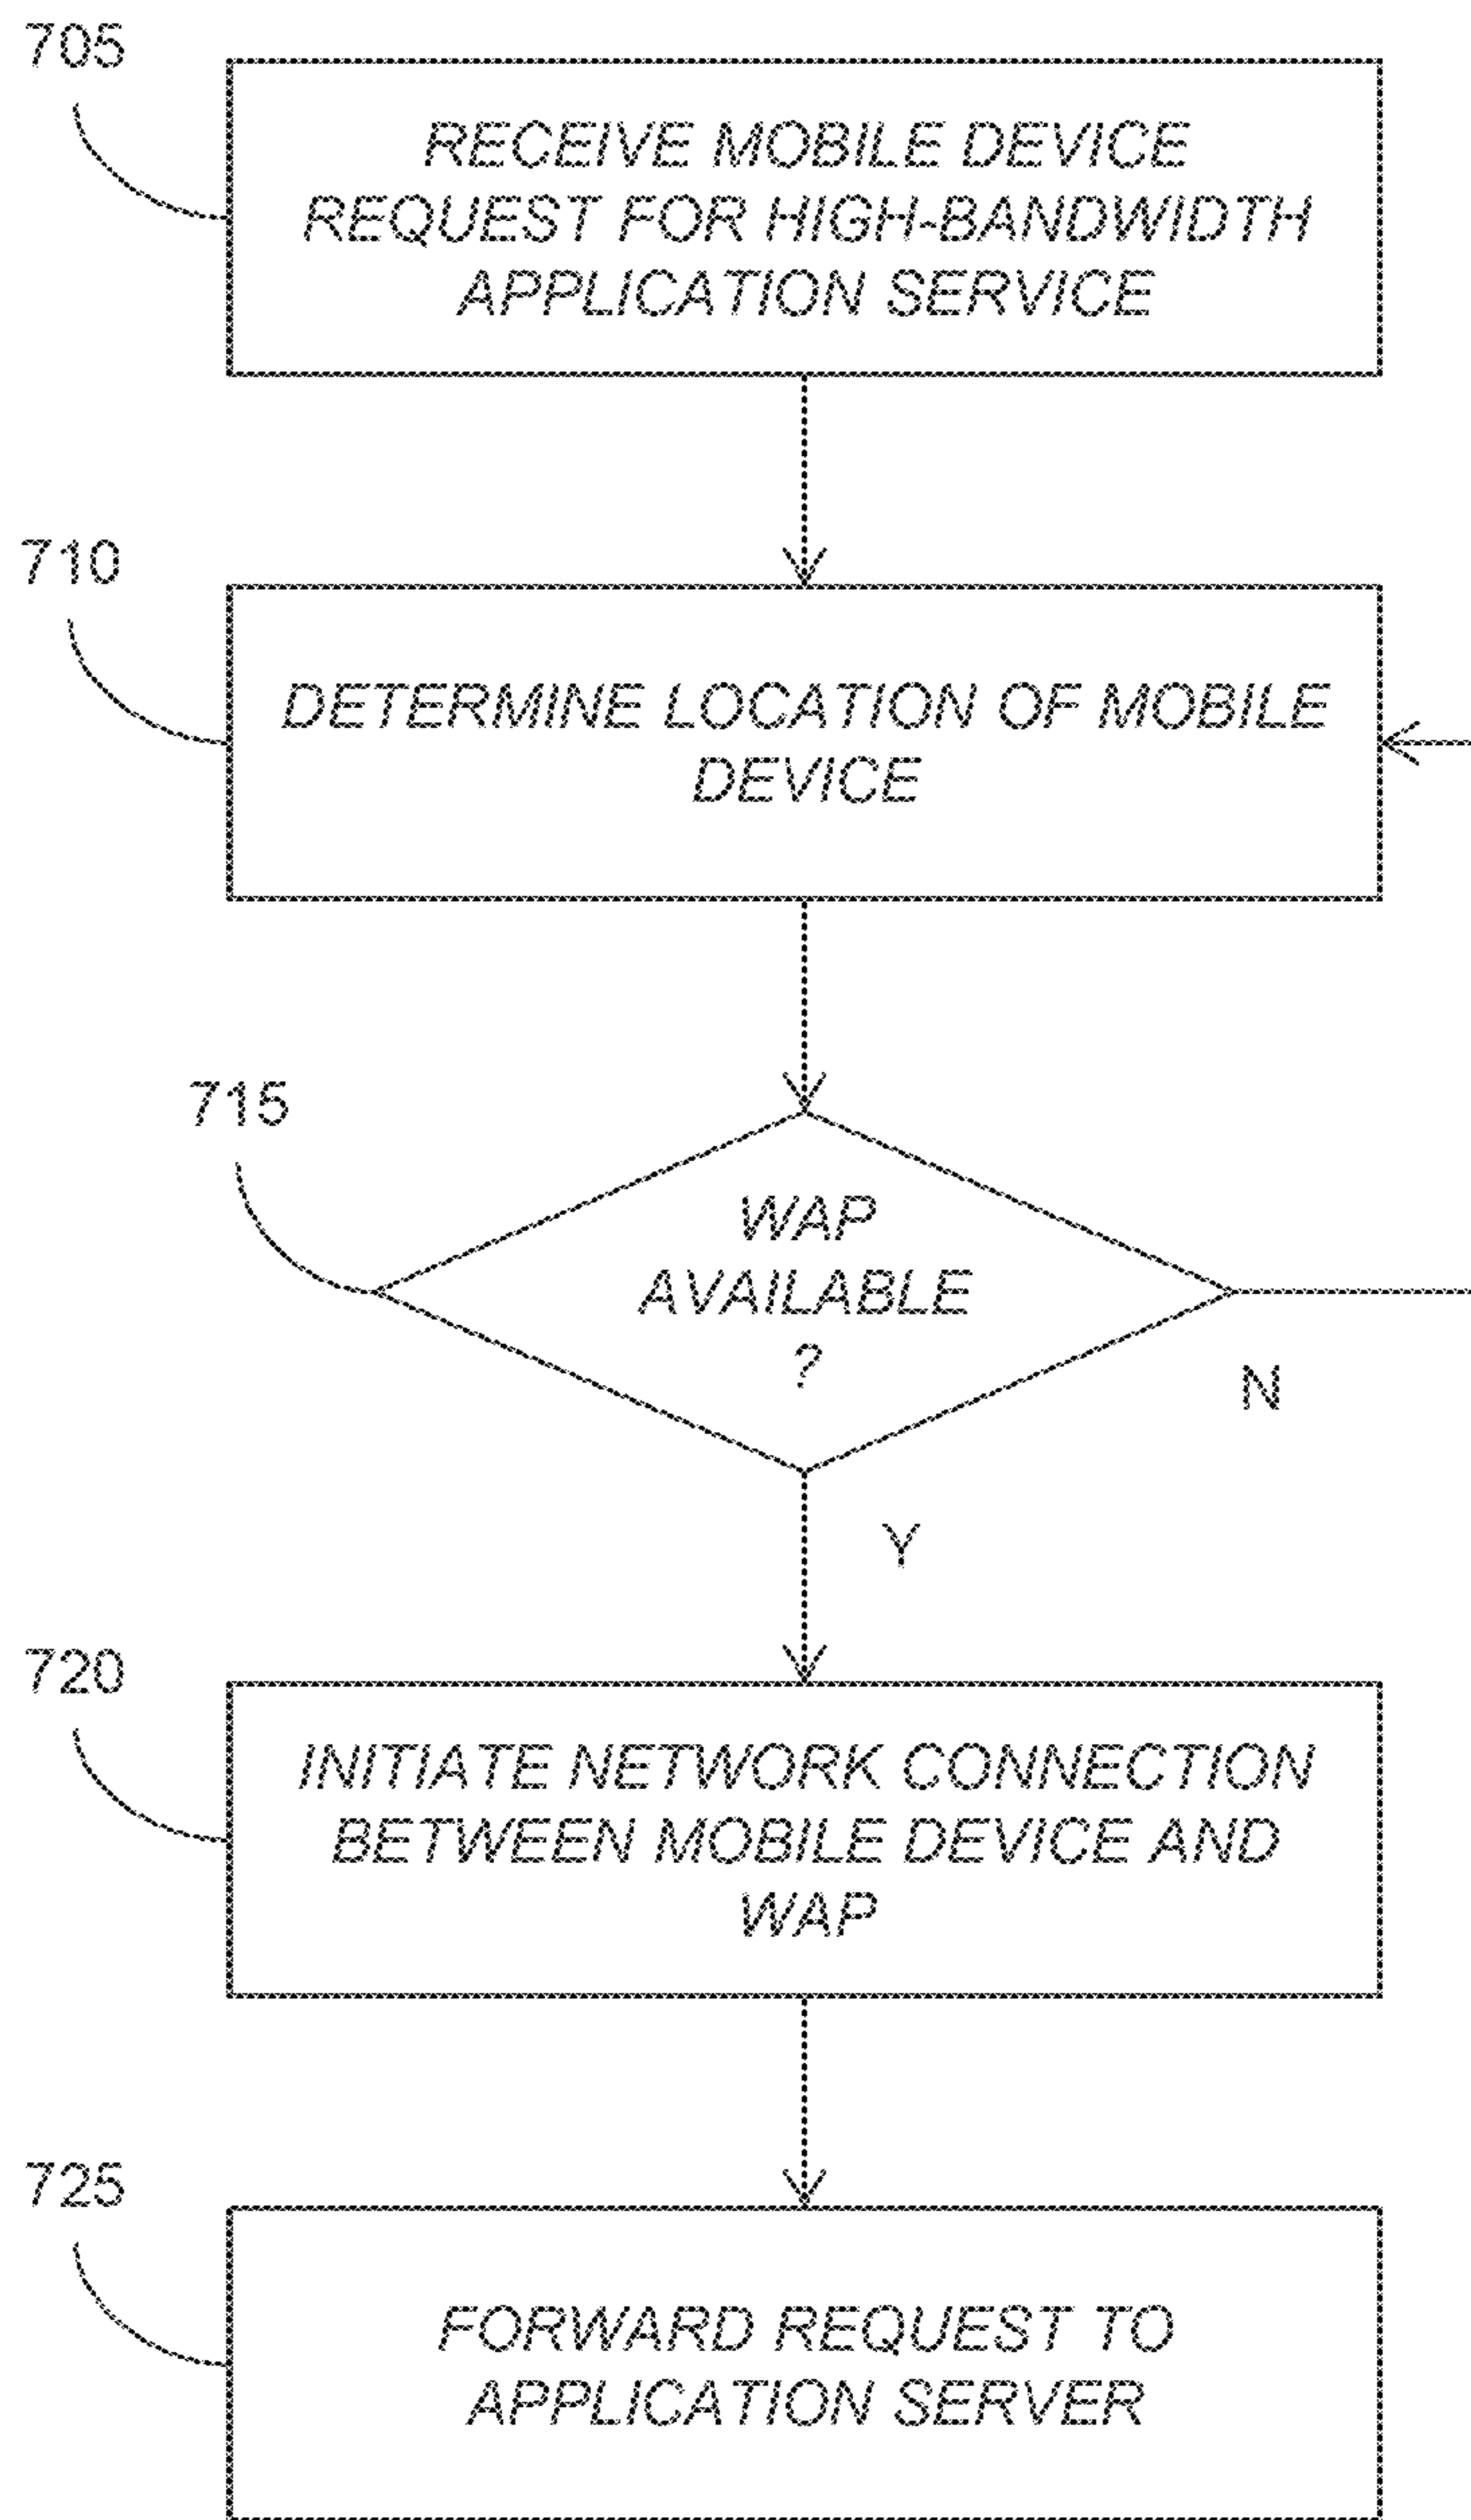 705
RECEIVE MOBILE DEVICE
REQUEST FOR HIGH-BANDWIDTH
APPLICATION SERVICE
710
DETERMINE LOCATION OF MOBILE
DEVICE
715
WAP
AVAILABLE
?
N
Y
720
INITIATE NETWORK CONNECTION
BETWEEN MOBILE DEVICE AND
WAP
725
FORWARD REQUEST TO
APPLICATION SERVER